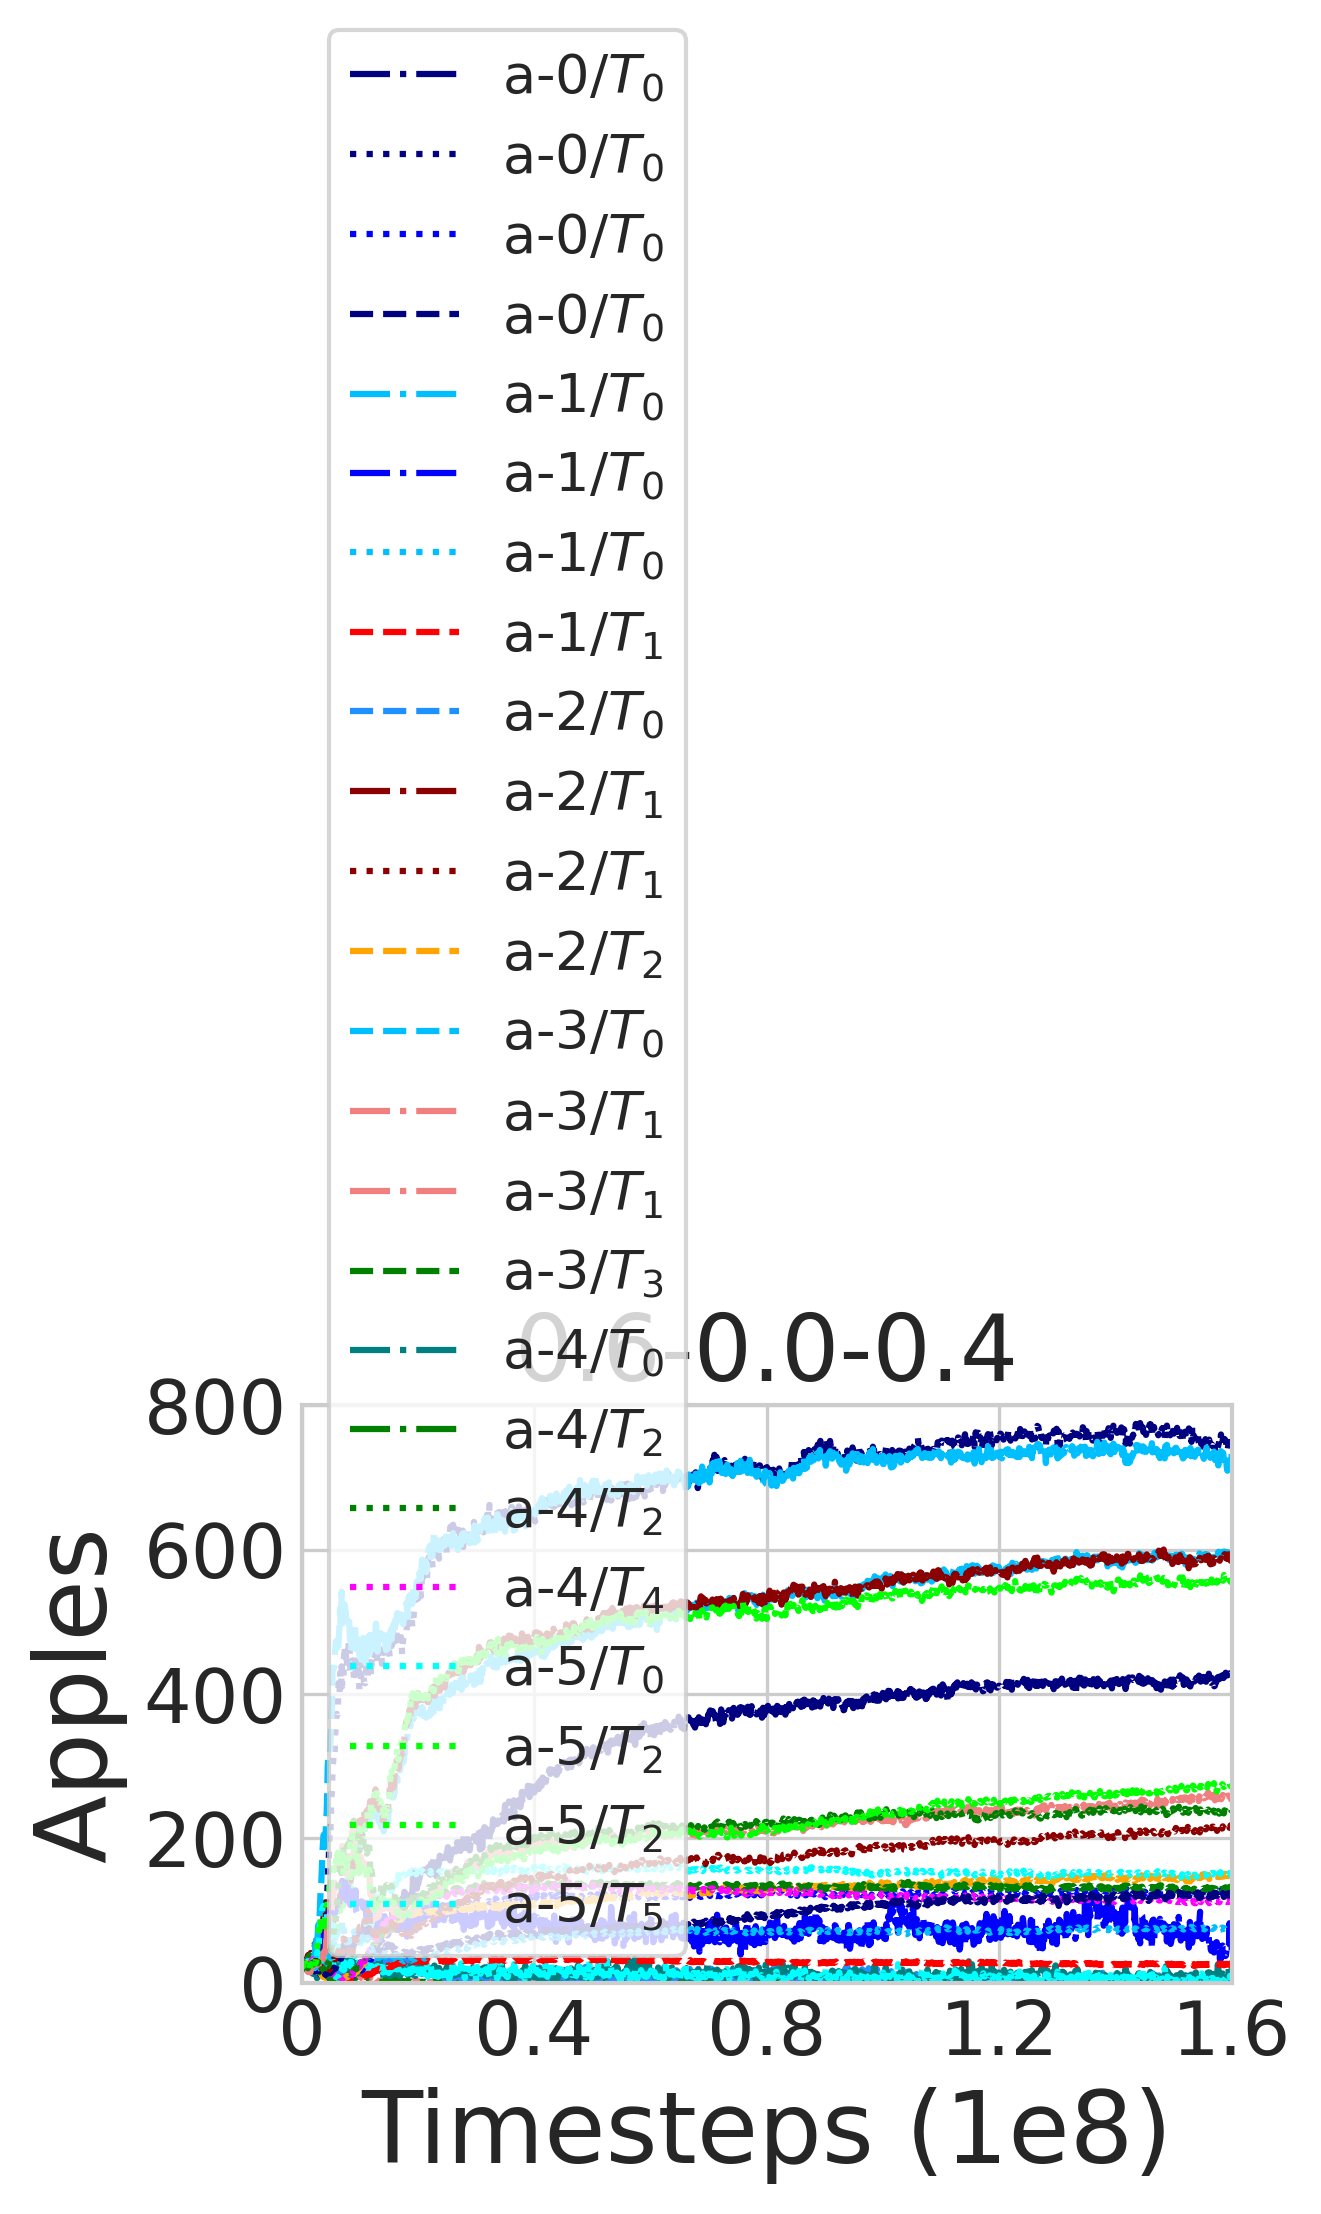 a-0/T₀
a-0/T₀
a-0/T₀
a-0/T₀
a-1/T₀
a-1/T₀
a-1/T₀
a-1/T₁
a-2/T₀
a-2/T₁
a-2/T₁
a-2/T₂
a-3/T₀
a-3/T₁
a-3/T₁
a-3/T₃
a-4/T₀
a-4/T₂
a-4/T₂
a-4/T₄
a-5/T₀
a-5/T₂
a-5/T₂
a-5/T₅
0.6-0.0-0.4
800
600
400
200
0
Apples
0 0.4 0.8 1.2 1.6
Timesteps (1e8)